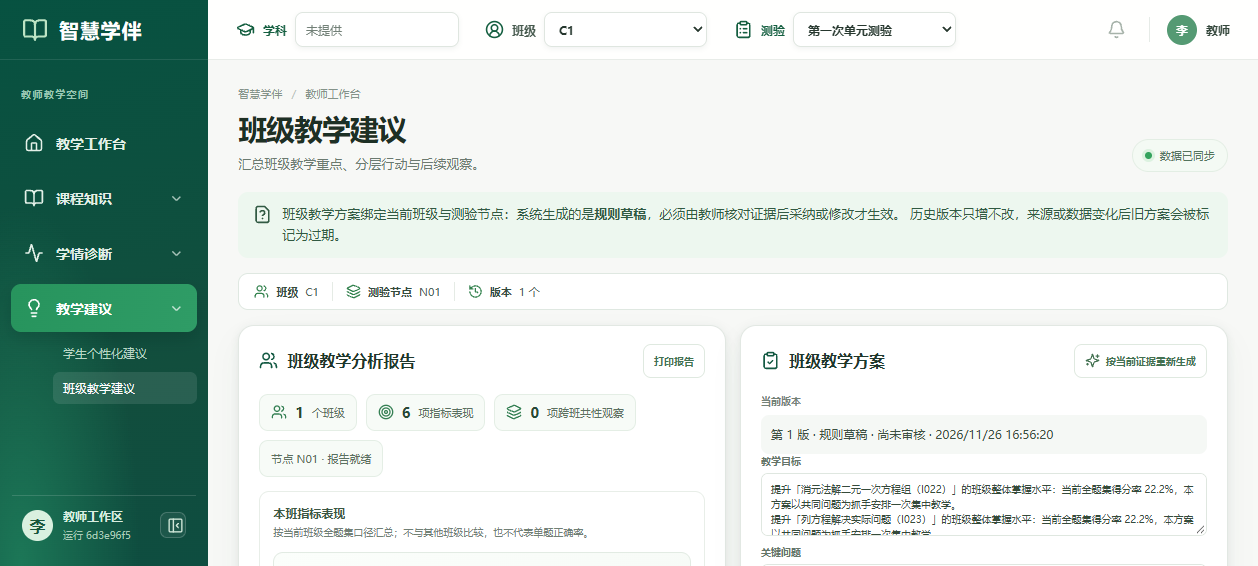 智慧学伴
学科 未提供 班级 C1 测验 第一次单元测验 李 教师
教师教学空间
教学工作台
课程知识
学情诊断
教学建议
学生个性化建议
班级教学建议
李 教师工作区
运行 6d3e96f5
智慧学伴 / 教师工作台
班级教学建议
汇总班级教学重点、分层行动与后续观察。
数据已同步
班级教学方案绑定当前班级与测验节点：系统生成的是规则草稿，必须由教师核对证据后采纳或修改才生效。 历史版本只增不改，来源或数据变化后旧方案会被标
记为过期。
班级 C1 测验节点 N01 版本 1 个
班级教学分析报告 打印报告
1 个班级 6 项指标表现 0 项跨班共性观察
节点 N01 · 报告就绪
本班指标表现
按当前班级全题集口径汇总；不与其他班级比较，也不代表单题正确率。
班级教学方案 按当前证据重新生成
当前版本
第 1 版 · 规则草稿 · 尚未审核 · 2026/11/26 16:56:20
教学目标
提升「消元法解二元一次方程组（I022）」的班级整体掌握水平：当前全题集得分率 22.2%，本
方案以共同问题为抓手安排一次集中教学。
提升「列方程解决实际问题（I023）」的班级整体掌握水平：当前全题集得分率 22.2%，本方案
以共同问题为抓手安排一次集中教学。
关键问题